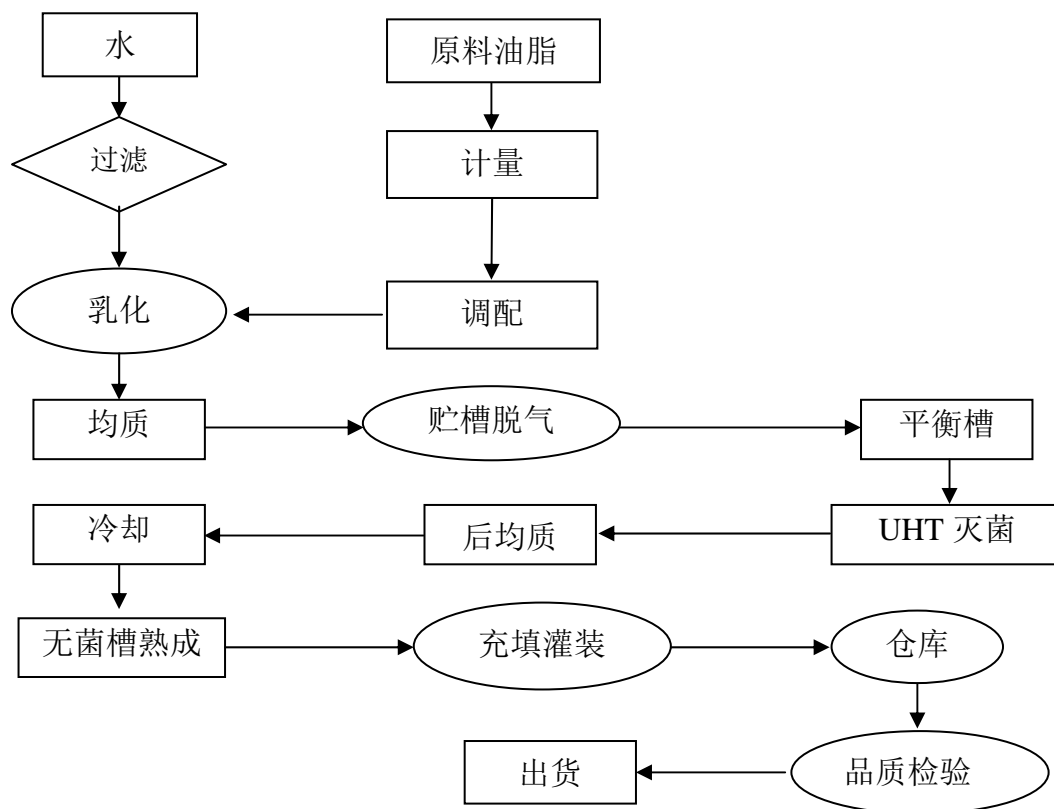 水
原料油脂
过滤
计量
乳化
调配
均质
贮槽脱气
平衡槽
冷却
后均质
UHT 灭菌
无菌槽熟成
充填灌装
仓库
出货
品质检验